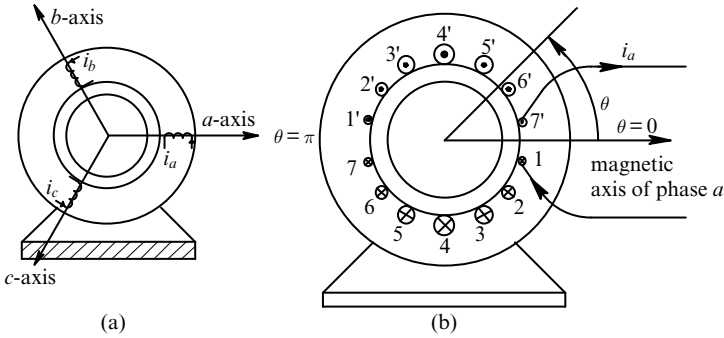 b-axis
i_b
a-axis
i_a
i_c
c-axis
(a)
4'
3'
5'
2'
6'
1'
7'
θ = π
i_a
θ
θ = 0
7
1
magnetic
axis of phase a
6
2
5
3
4
(b)